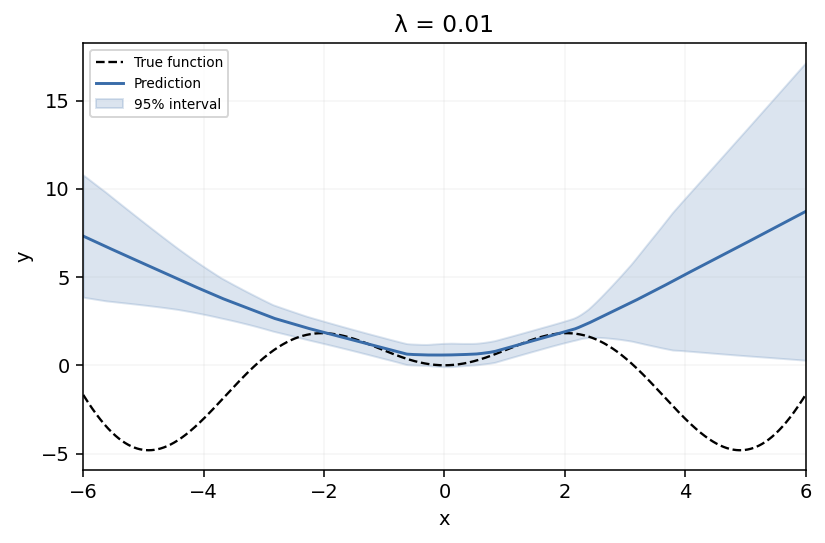 λ = 0.01
True function
Prediction
95% interval
15
10
5
0
−5
y
−6 −4 −2 0 2 4 6
x